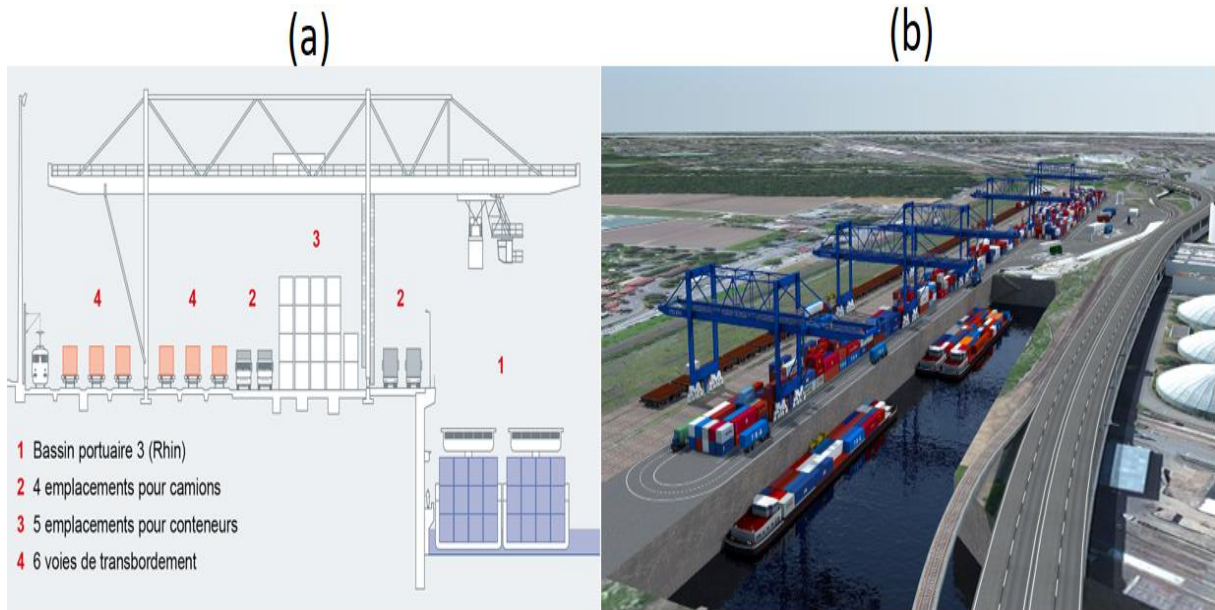 (a)
(b)
3
4
4
2
2
1
1 Bassin portuaire 3 (Rhin)
2 4 emplacements pour camions
3 5 emplacements pour conteneurs
4 6 voies de transbordement